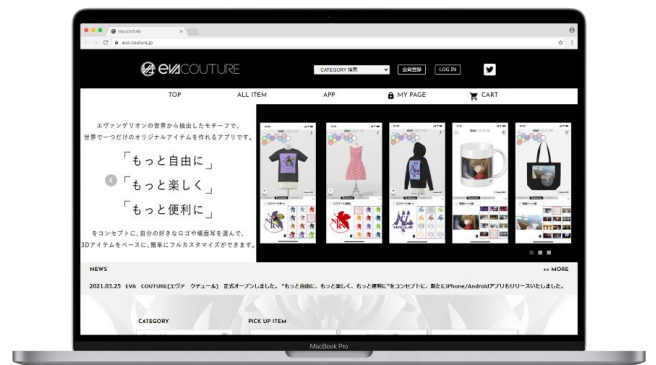 EVA COUTURE
eva-couture.jp
EVA COUTURE
CATEGORY 検索
会員登録
LOG IN
TOP
ALL ITEM
APP
MY PAGE
CART
エヴァンゲリオンの世界から抽出したモチーフで、
世界で一つだけのオリジナルアイテムを作れるアプリです。
「もっと自由に」
「もっと楽しく」
「もっと便利に」
をコンセプトに、自分の好きなロゴや場面写を選んで、
3Dアイテムをベースに、簡単にフルカスタマイズができます。
NEWS
>> MORE
2021.03.25 EVA COUTURE(エヴァ クチュール) 正式オープンしました。“もっと自由に、もっと楽しく、もっと便利に”をコンセプトに、新たにiPhone/Androidアプリもリリースいたしました。
CATEGORY
PICK UP ITEM
MacBook Pro